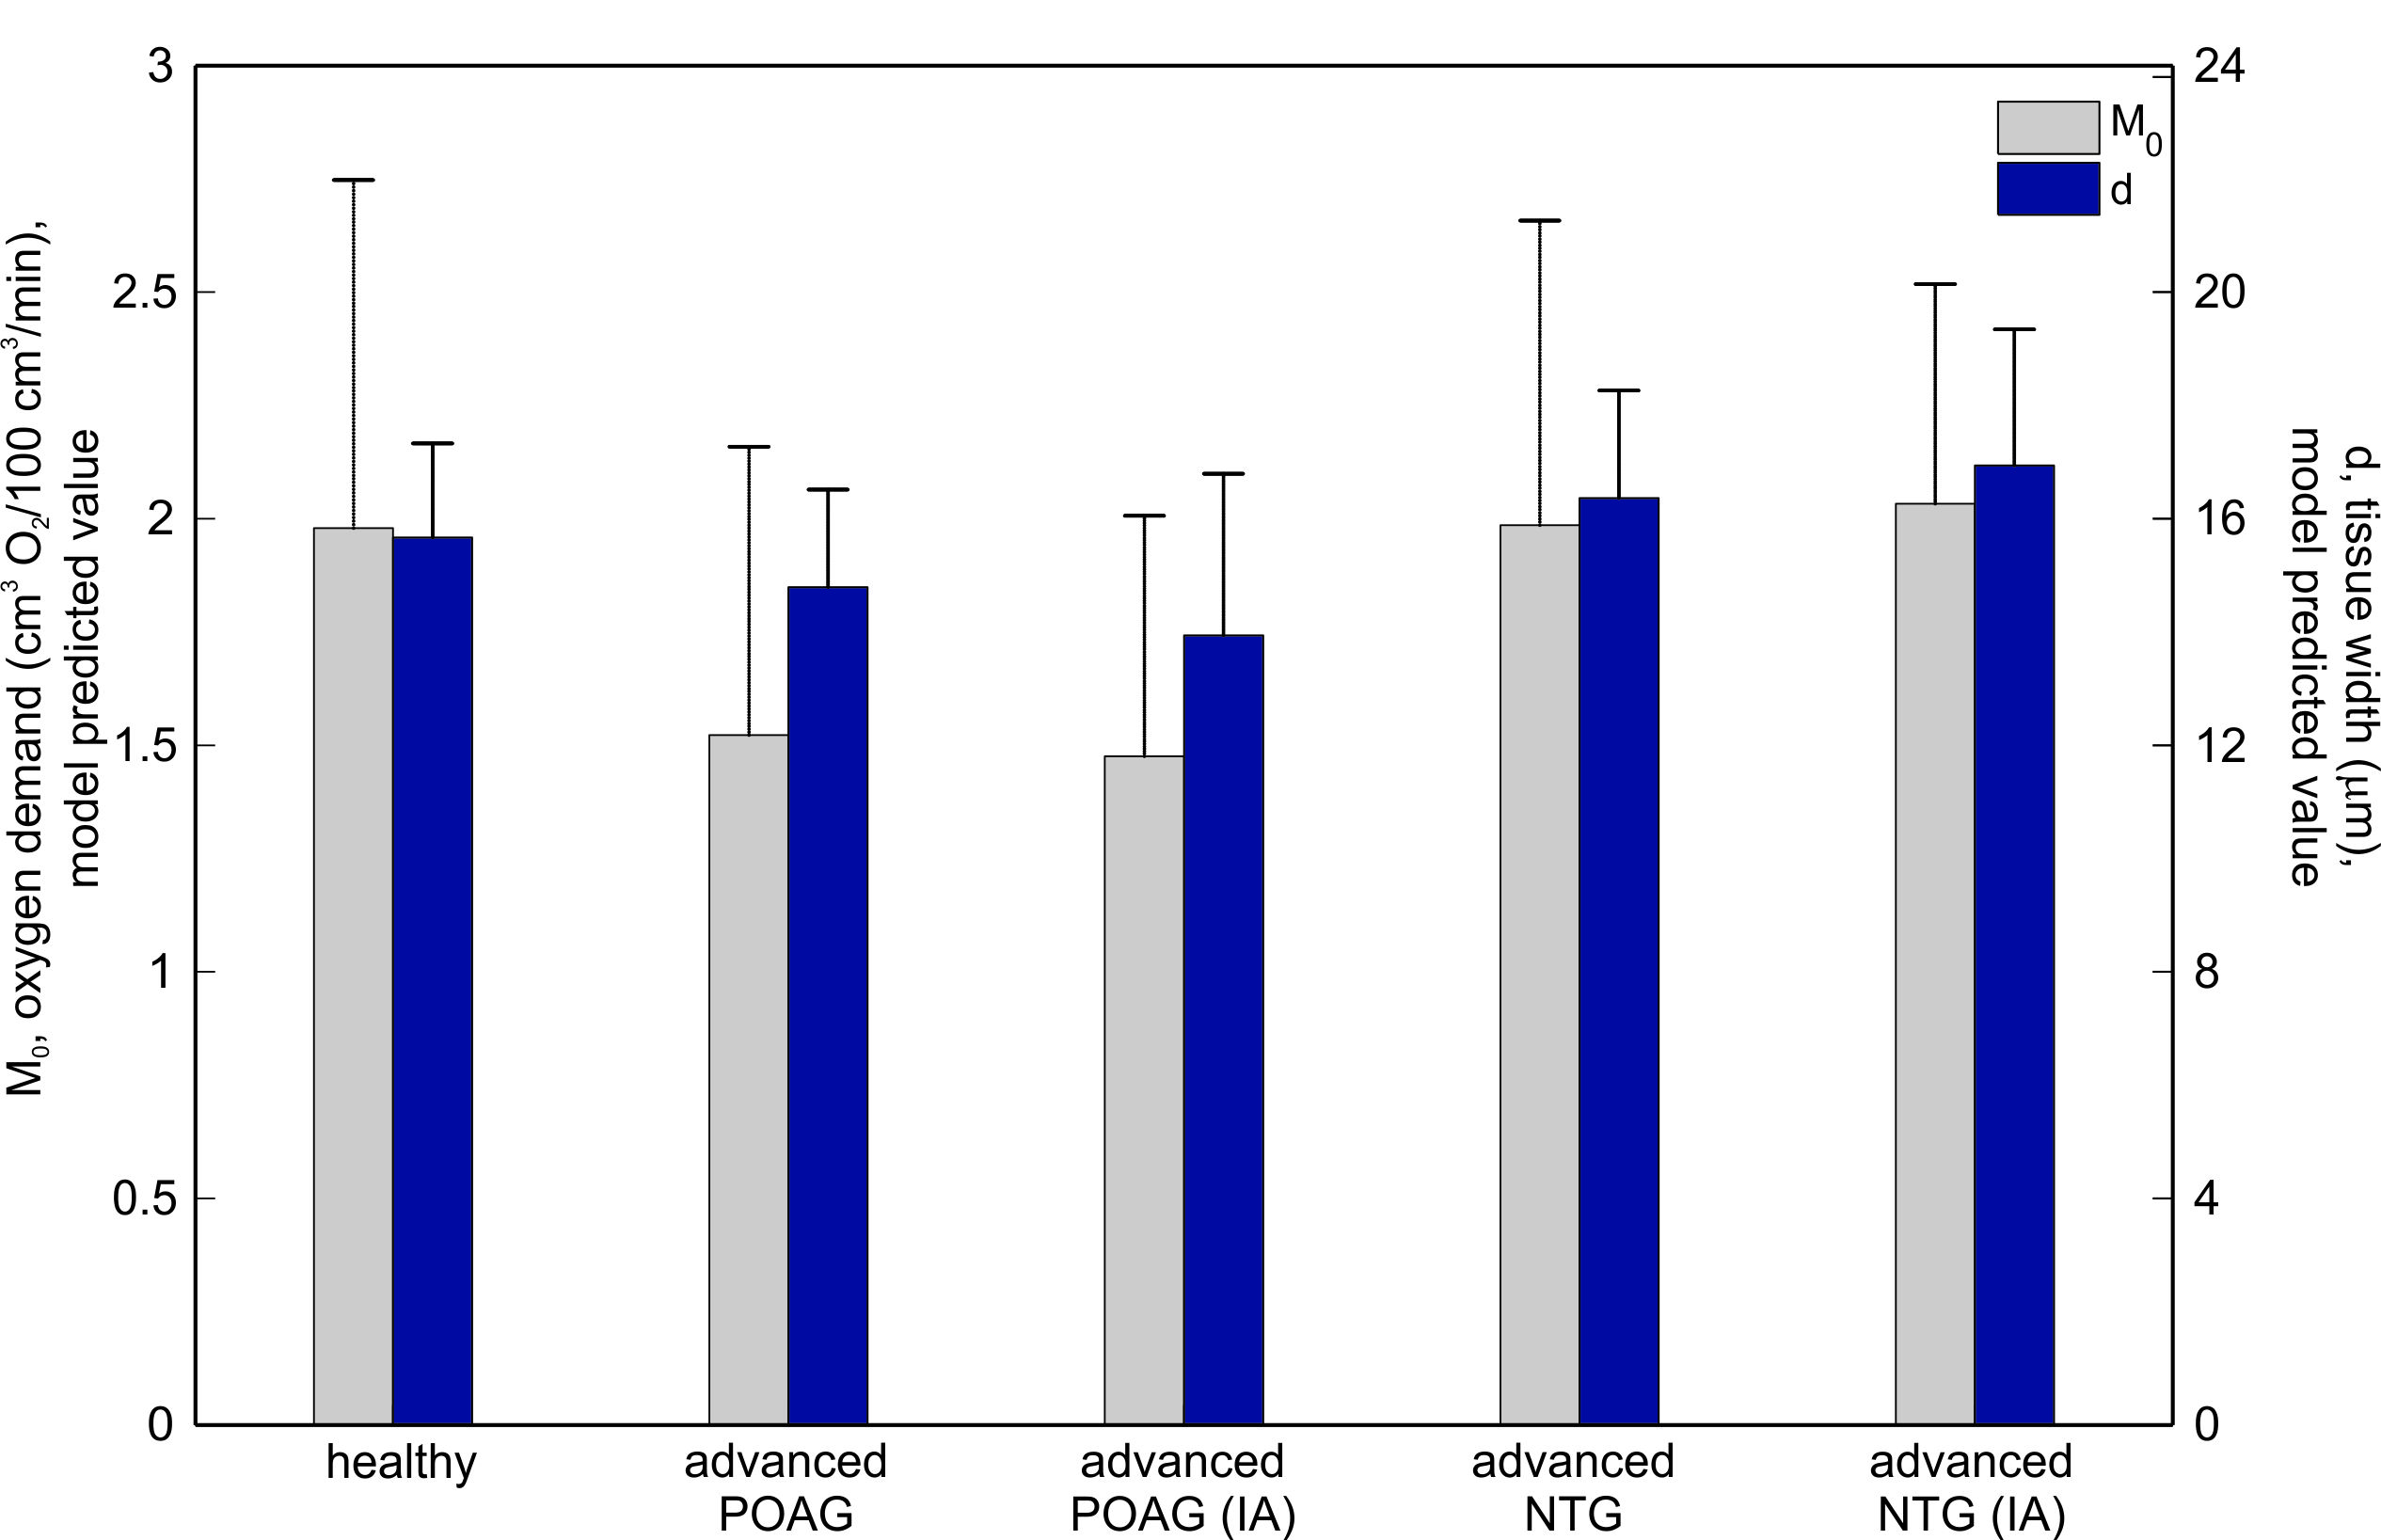 M₀, oxygen demand (cm³ O₂/100 cm³/min),
model predicted value
3
2.5
2
1.5
1
0.5
0
24
20
16
12
8
4
0
d, tissue width (μm),
model predicted value
M₀
d
healthy
advanced
POAG
advanced
POAG (IA)
advanced
NTG
advanced
NTG (IA)